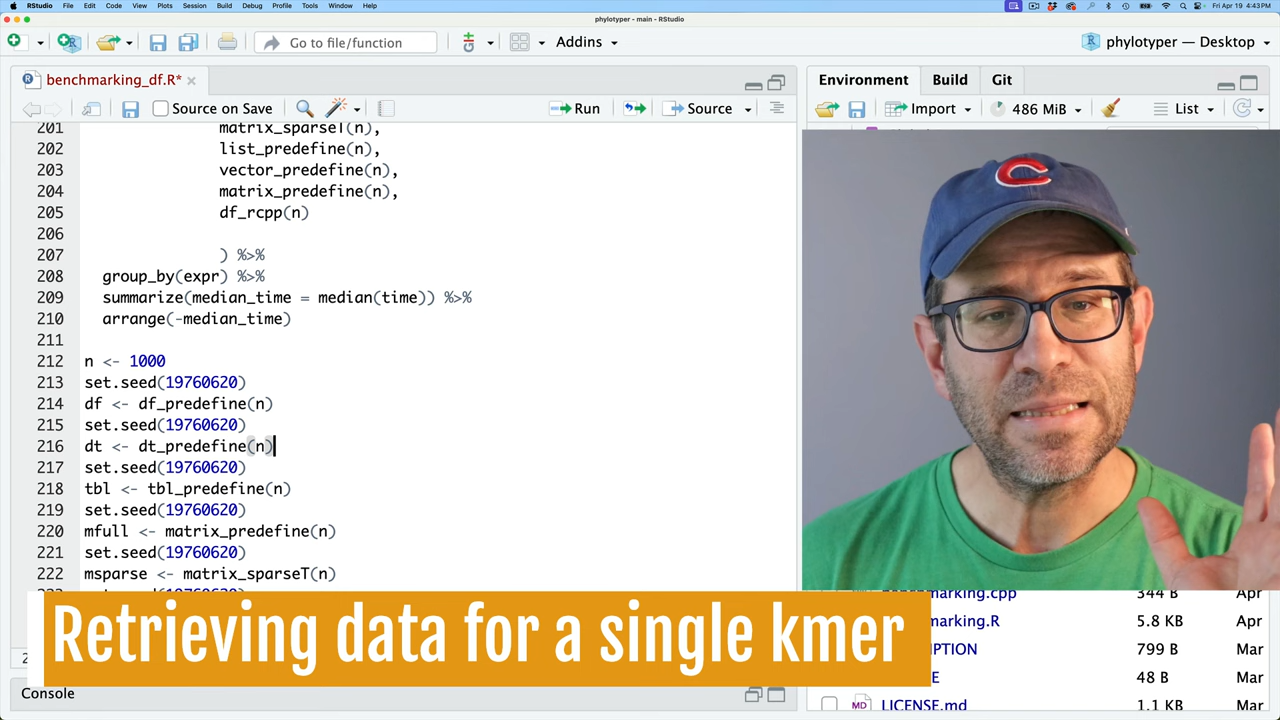 RStudio File Edit Code View Plots Session Build Debug Profile Tools Window Help
Fri Apr 19 4:43 PM
phylotyper - main - RStudio
Go to file/function
Addins
phylotyper — Desktop
benchmarking_df.R*
Environment Build Git
Source on Save
Run
Source
Import
486 MiB
List
201 matrix_sparseT(n),
202 list_predefine(n),
203 vector_predefine(n),
204 matrix_predefine(n),
205 df_rcpp(n)
206
207 ) %>%
208 group_by(expr) %>%
209 summarize(median_time = median(time)) %>%
210 arrange(-median_time)
211
212 n <- 1000
213 set.seed(19760620)
214 df <- df_predefine(n)
215 set.seed(19760620)
216 dt <- dt_predefine(n)
217 set.seed(19760620)
218 tbl <- tbl_predefine(n)
219 set.seed(19760620)
220 mfull <- matrix_predefine(n)
221 set.seed(19760620)
222 msparse <- matrix_sparseT(n)
C
Retrieving data for a single kmer
Console
benchmarking.cpp 344 B Apr
marking.R 5.8 KB Apr
IPTION 799 B Mar
E 48 B Mar
LICENSE.md 1.1 KB Mar